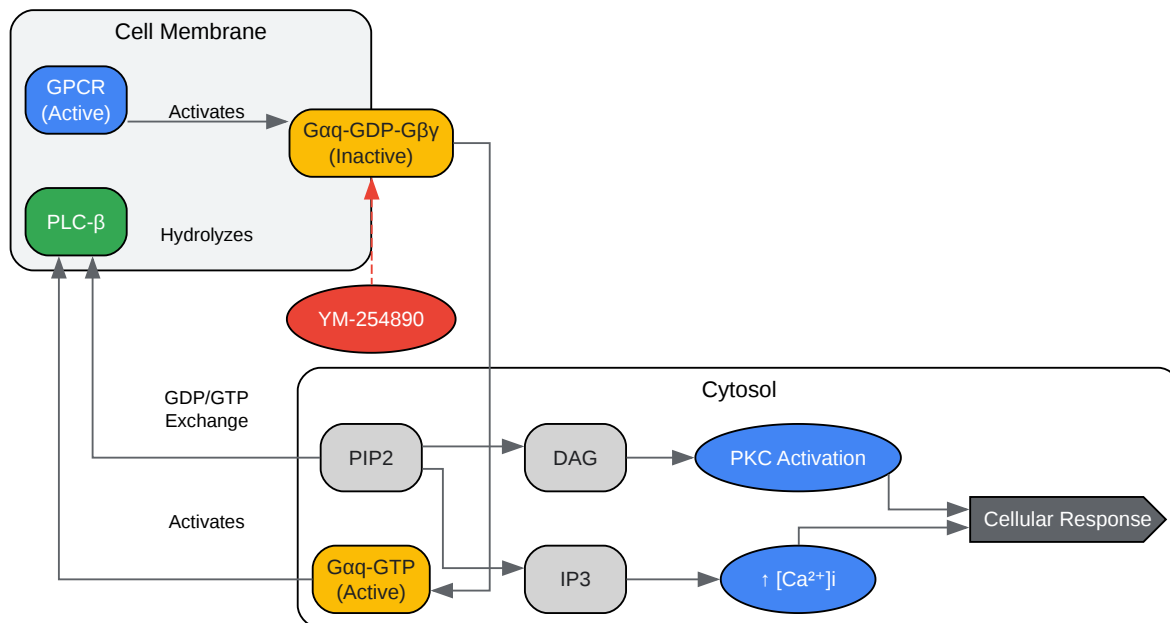 Cell Membrane
GPCR
(Active)
Activates
Gαq-GDP-Gβγ
(Inactive)
PLC-β
Hydrolyzes
YM-254890
GDP/GTP
Exchange
Cytosol
PIP2
DAG
PKC Activation
Cellular Response
Activates
Gαq-GTP
(Active)
IP3
↑ [Ca²⁺]i